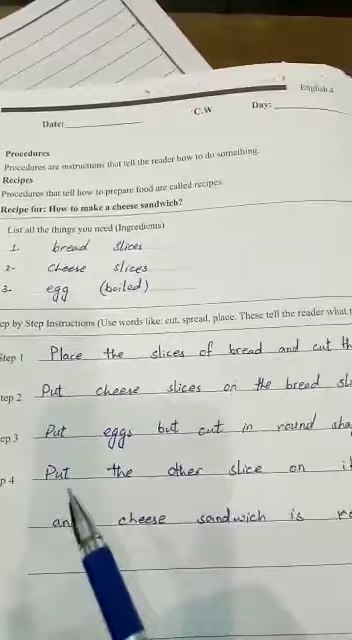 English 4
C.W
Day:
Date:
Procedures
Procedures are instructions that tell the reader how to do something.
Recipes
Procedures that tell how to prepare food are called recipes
Recipe for: How to make a cheese sandwich?
List all the things you need (Ingredients)
1- bread slices
2- cheese slices
3- egg (boiled)
ep by Step Instructions (Use words like: cut, spread, place. These tell the reader what t
Step 1 Place the slices of bread and cut th
tep 2 Put cheese slices on the bread sl
ep 3 Put eggs but cut in round sha
p 4 Put the other slice on it
an cheese sandwich is